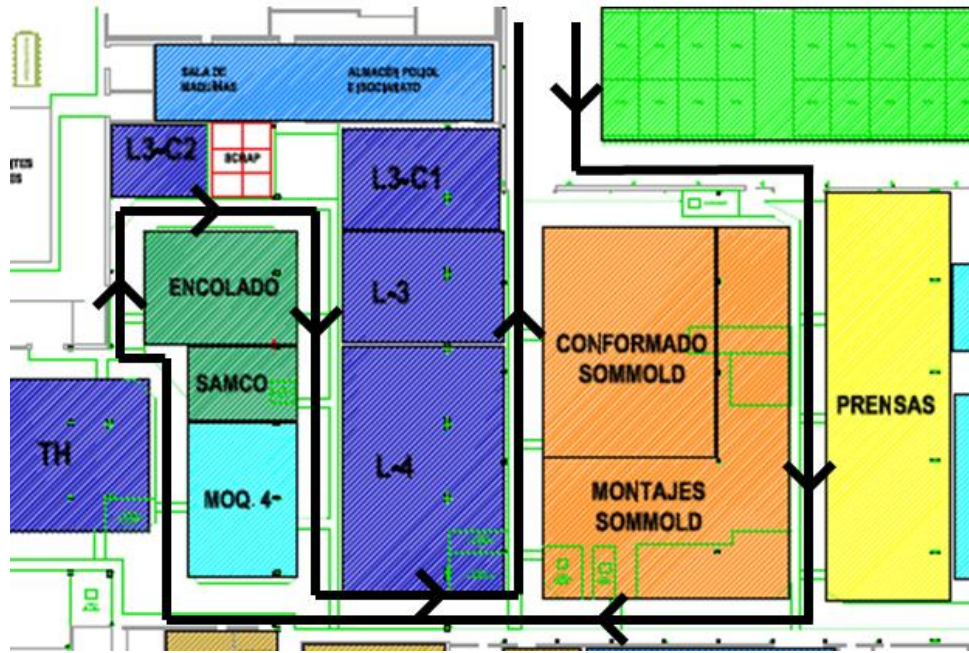 SALA DE
MAQUINAS
ALMACÉN POLIOL
E ISOCIANATO
L3-C2
SCRAP
L3-C1
ENCOLADO
L-3
CONFORMADO
SOMMOLD
SAMCO
PRENSAS
TH
L-4
MOQ. 4
MONTAJES
SOMMOLD